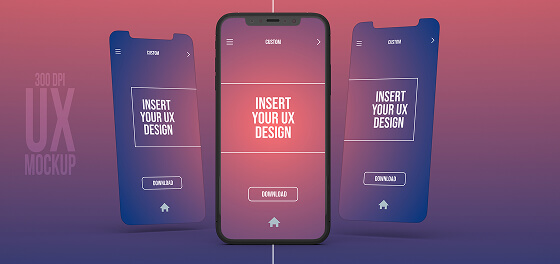 300 DPI
UX
MOCKUP
CUSTOM
INSERT
YOUR UX
DESIGN
DOWNLOAD
CUSTOM
INSERT
YOUR UX
DESIGN
DOWNLOAD
CUSTOM
INSERT
YOUR UX
DESIGN
DOWNLOAD